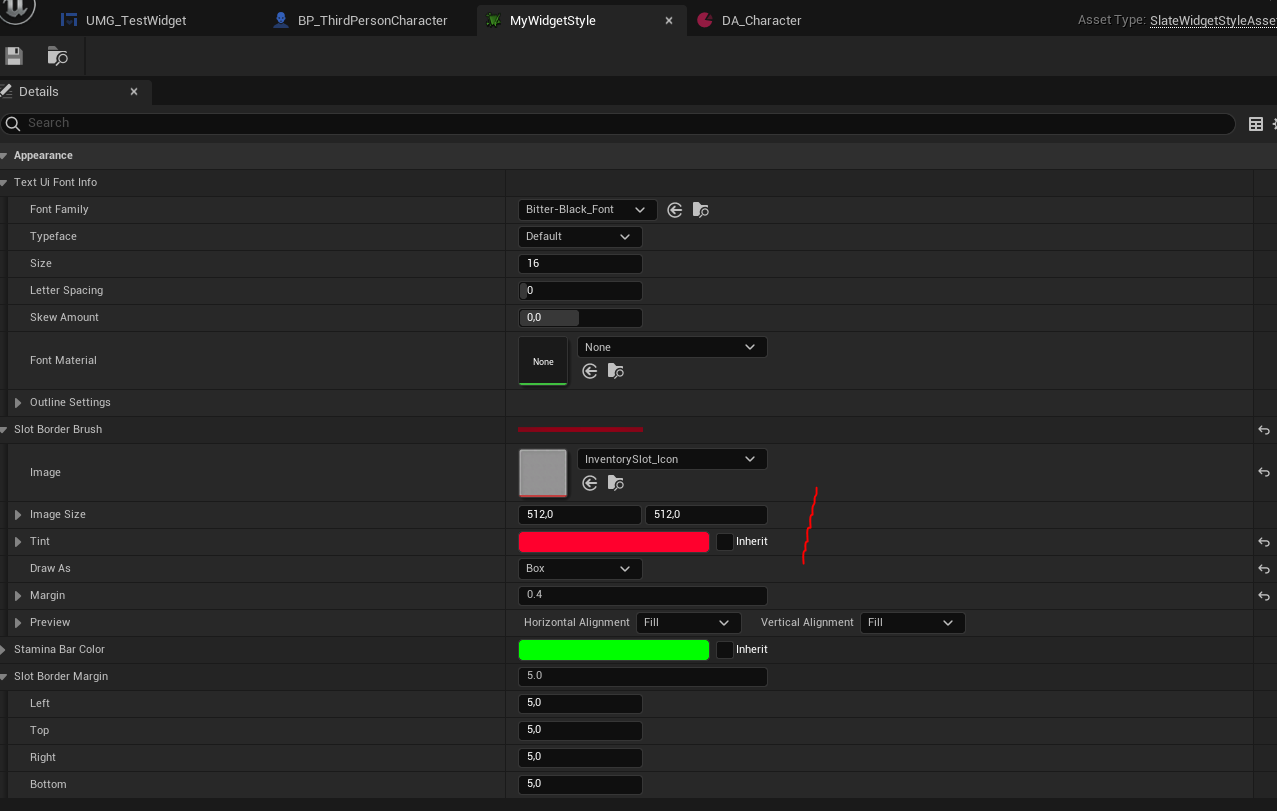 UMG_TestWidget BP_ThirdPersonCharacter MyWidgetStyle DA_Character Asset Type: SlateWidgetStyleAsse
Details
Search
Appearance
Text Ui Font Info
Font Family Bitter-Black_Font
Typeface Default
Size 16
Letter Spacing 0
Skew Amount 0,0
Font Material None None
Outline Settings
Slot Border Brush
Image InventorySlot_Icon
Image Size 512,0 512,0
Tint Inherit
Draw As Box
Margin 0.4
Preview Horizontal Alignment Fill Vertical Alignment Fill
Stamina Bar Color Inherit
Slot Border Margin 5.0
Left 5,0
Top 5,0
Right 5,0
Bottom 5,0